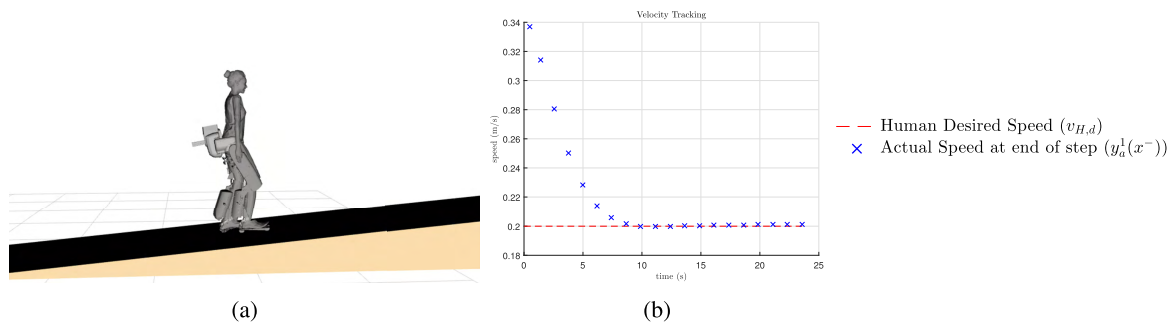 Velocity Tracking
0.34
0.32
0.3
0.28
0.26
0.24
0.22
0.2
0.18
speed (m/s)
0 5 10 15 20 25
time (s)
Human Desired Speed (v_{H,d})
Actual Speed at end of step (y_a^1(x^-))
(a) (b)